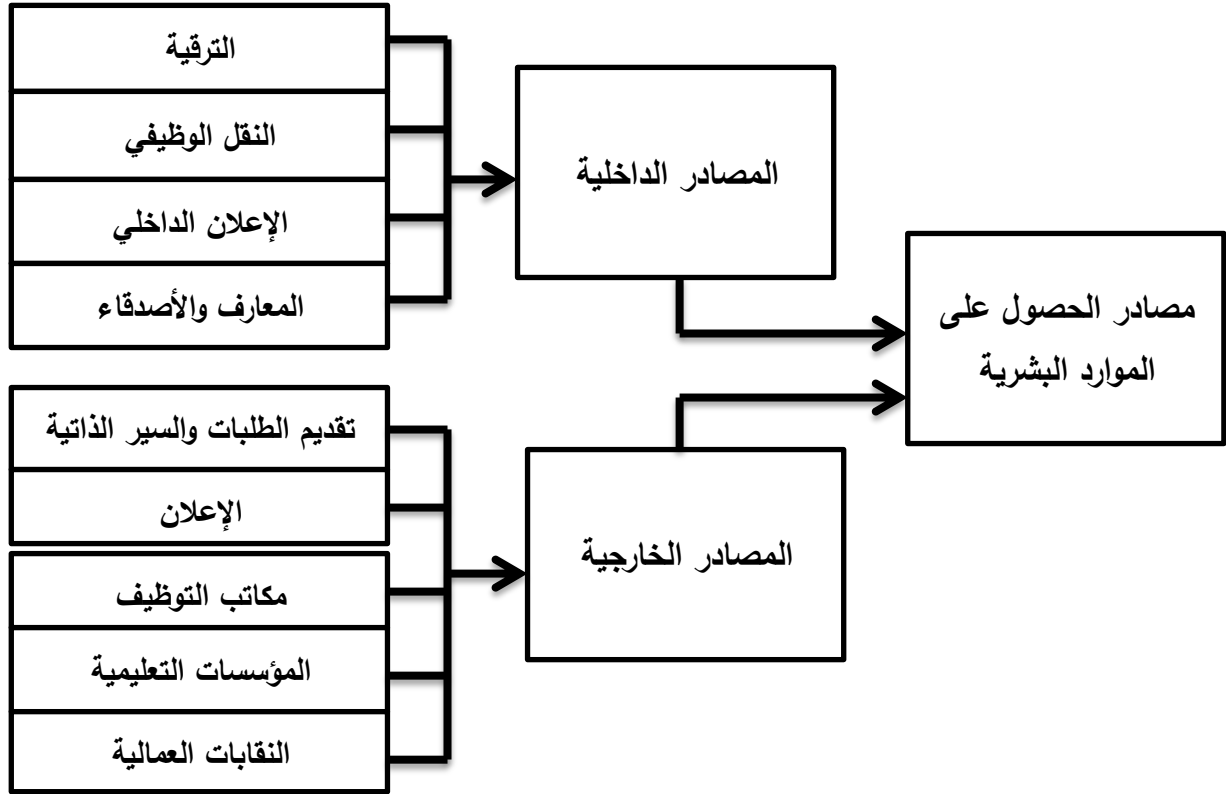 مصادر الحصول على
الموارد البشرية
المصادر الداخلية
الترقية
النقل الوظيفي
الإعلان الداخلي
المعارف والأصدقاء
المصادر الخارجية
تقديم الطلبات والسير الذاتية
الإعلان
مكاتب التوظيف
المؤسسات التعليمية
النقابات العمالية